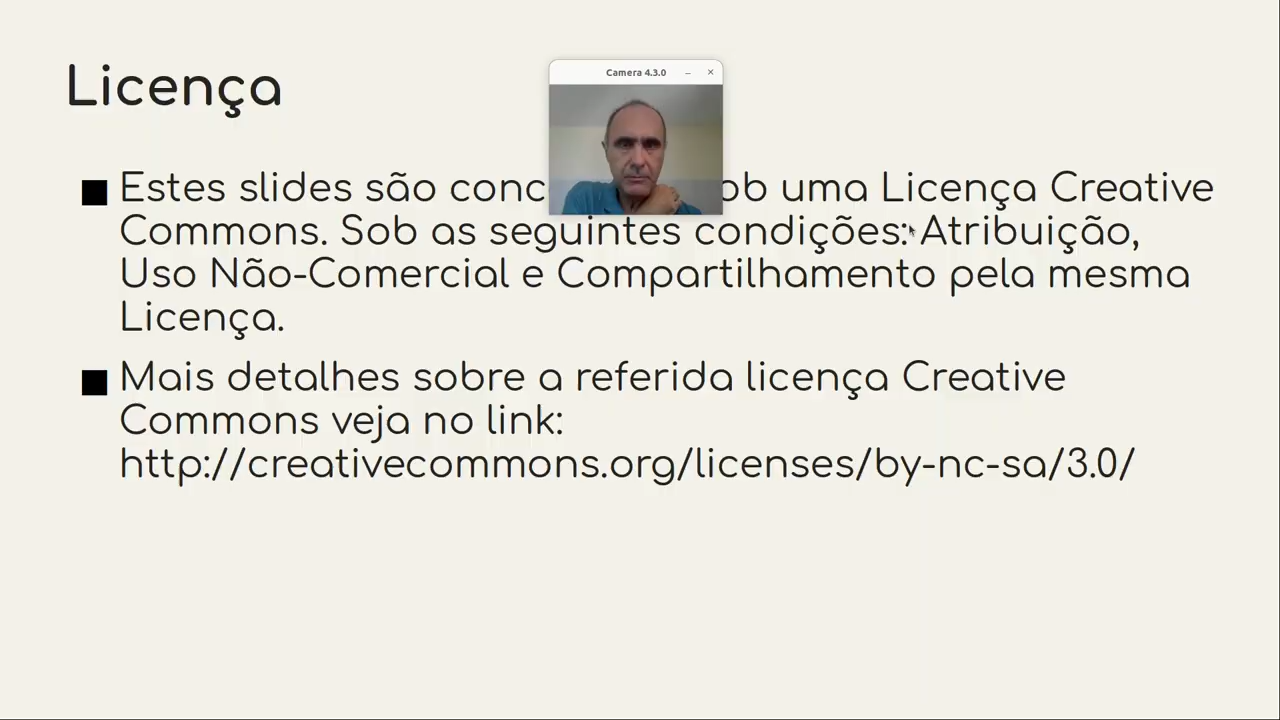 Licença
Camera 4.3.0
Estes slides são conc ob uma Licença Creative
Commons. Sob as seguintes condições: Atribuição,
Uso Não-Comercial e Compartilhamento pela mesma
Licença.
Mais detalhes sobre a referida licença Creative
Commons veja no link:
http://creativecommons.org/licenses/by-nc-sa/3.0/